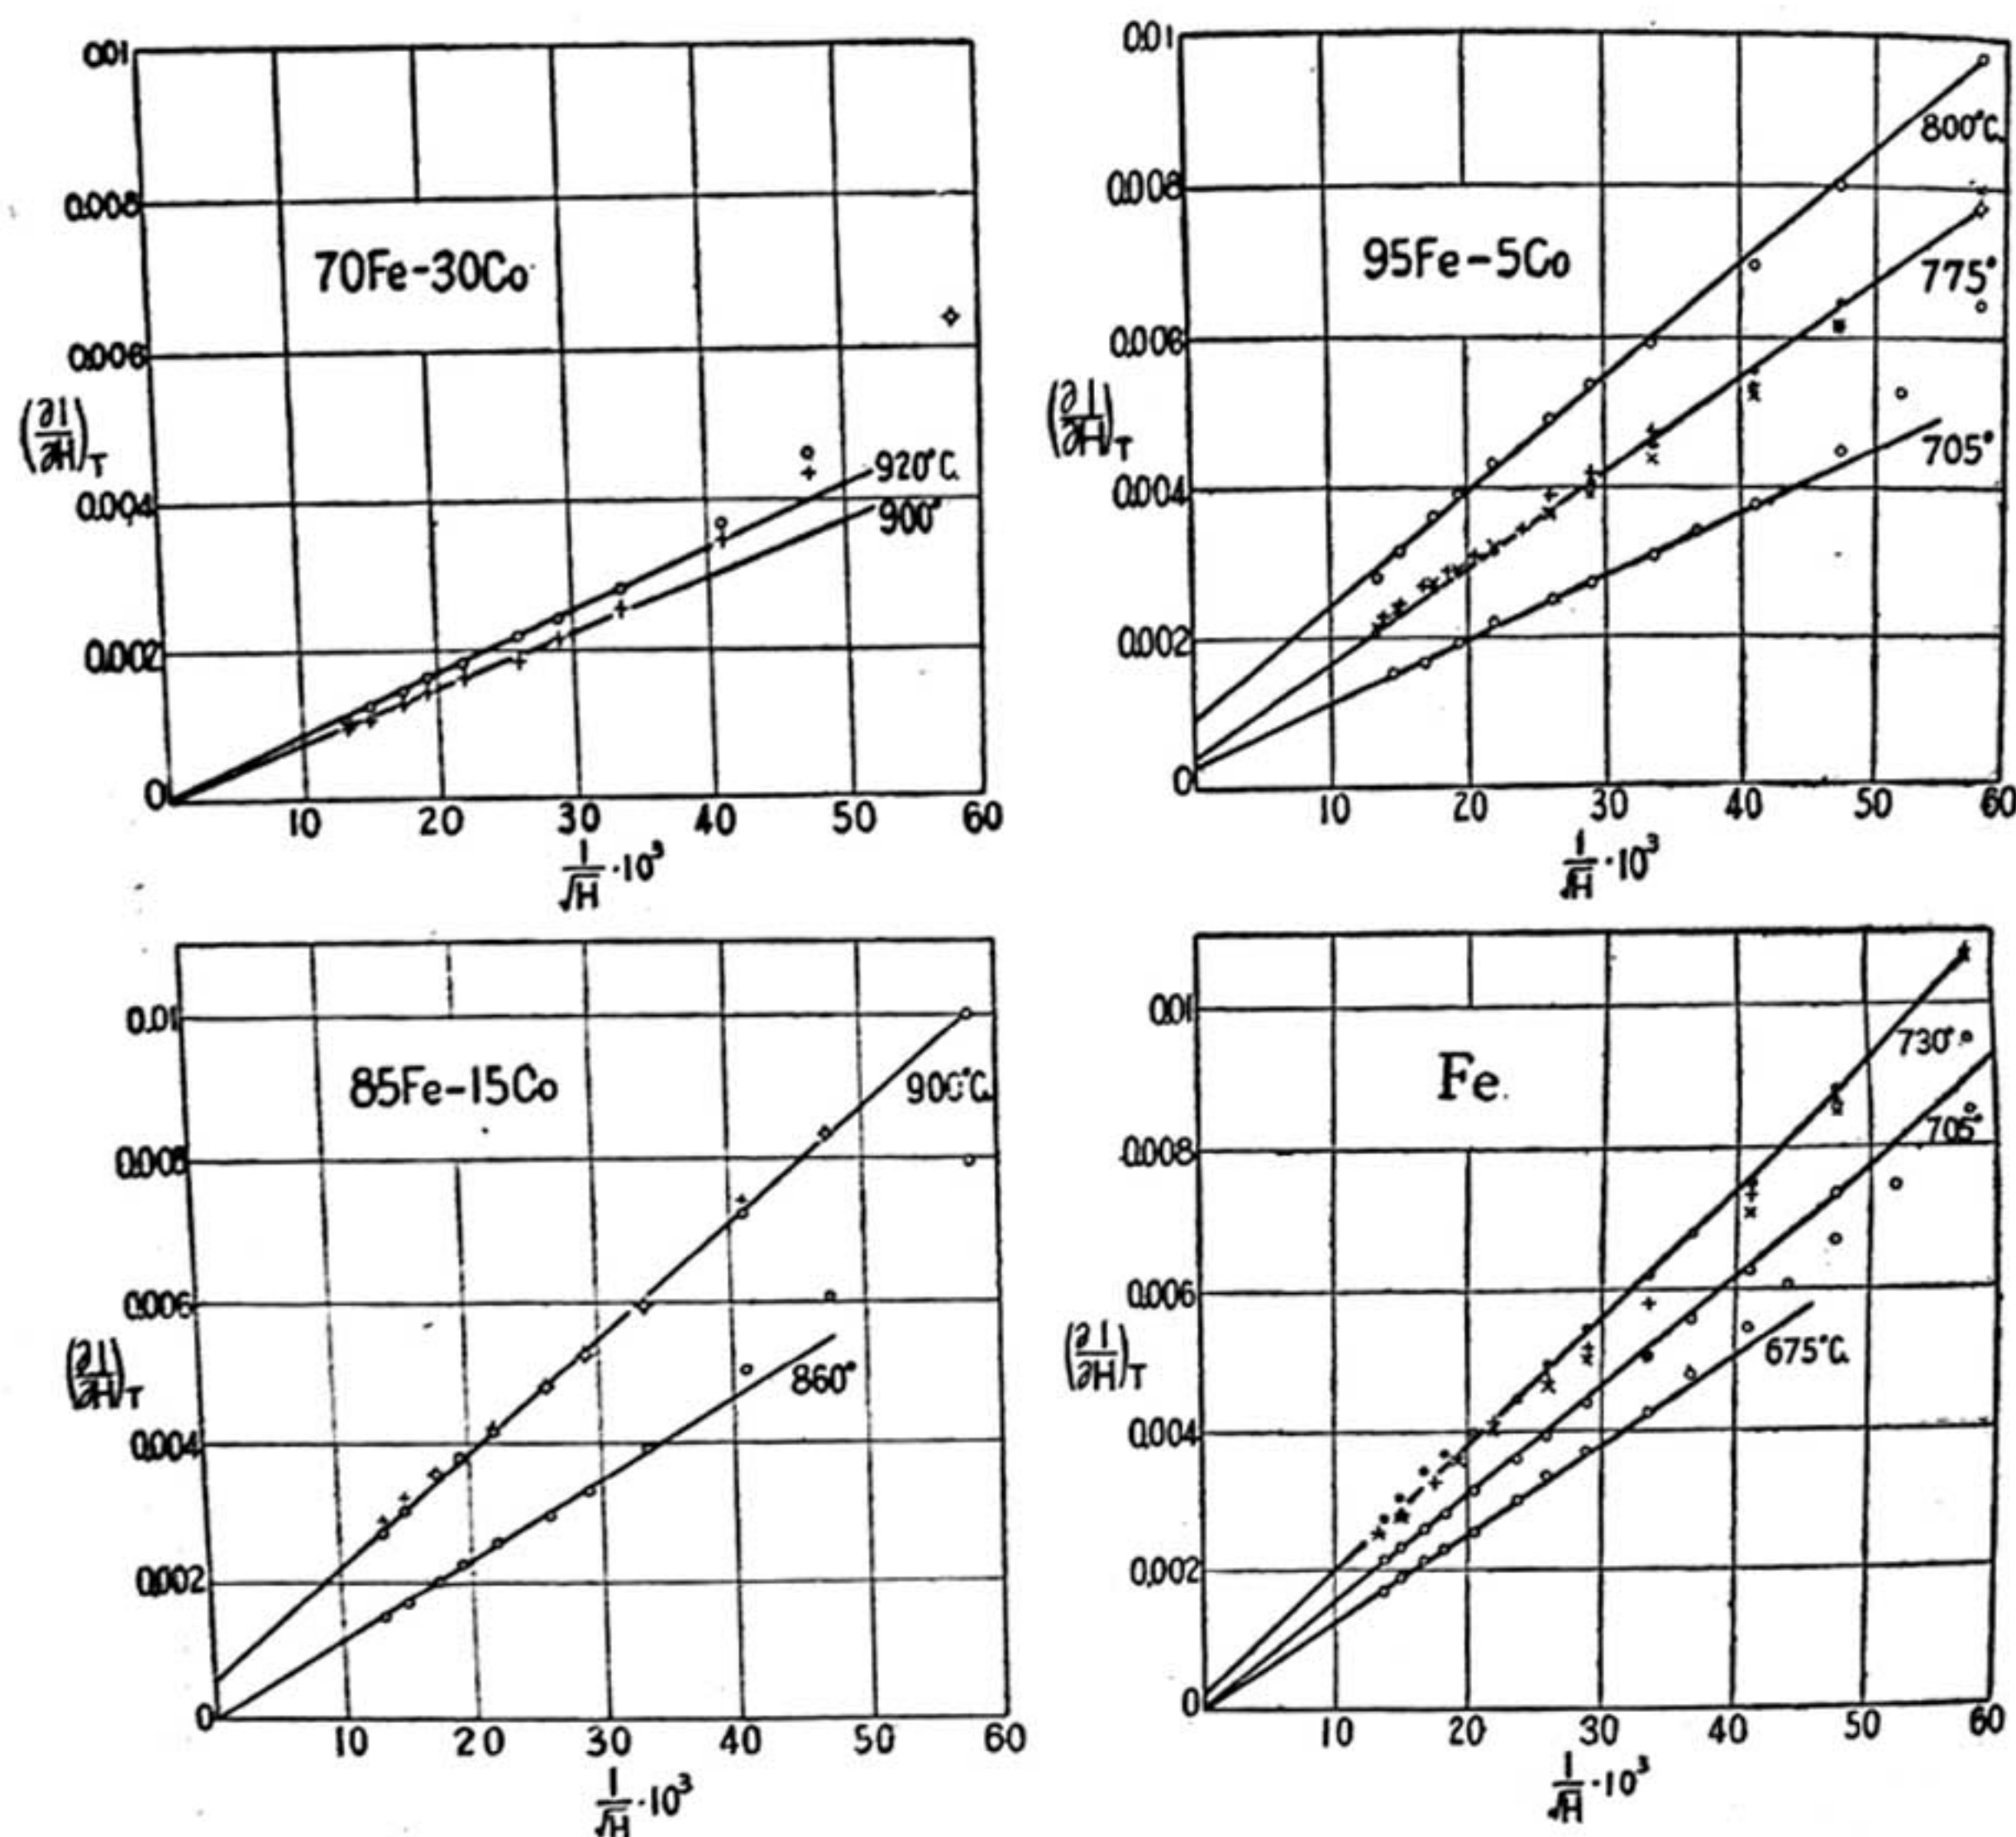 0.01
0.008
70Fe-30Co
0.006
(∂I/∂H)T
920°C.
0.004
900°
0.002
0
10 20 30 40 50 60
1/√H ·10³
0.01
800°C.
0.008
95Fe-5Co
775°
0.006
(∂I/∂H)T
705°
0.004
0.002
0
10 20 30 40 50 60
1/√H ·10³
0.01
85Fe-15Co
900°C.
0.008
0.006
(∂I/∂H)T
860°
0.004
0.002
0
10 20 30 40 50 60
1/√H ·10³
0.01
730°
Fe.
705°
0.008
0.006
(∂I/∂H)T
675°C.
0.004
0,002
0
10 20 30 40 50 60
1/√H ·10³